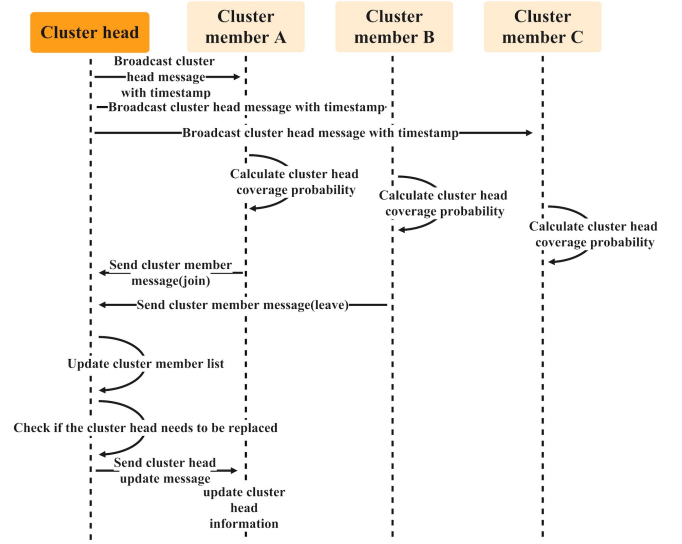 Cluster head
Cluster
member A
Cluster
member B
Cluster
member C
Broadcast cluster
head message
with timestamp
Broadcast cluster head message with timestamp
Broadcast cluster head message with timestamp
Calculate cluster head
coverage probability
Calculate cluster head
coverage probability
Calculate cluster head
coverage probability
Send cluster member
message(join)
Send cluster member message(leave)
Update cluster member list
Check if the cluster head needs to be replaced
Send cluster head
update message
update cluster
head
information